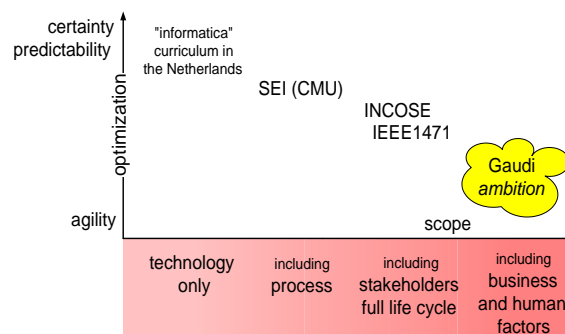 certainty
predictability
"informatica"
curriculum in
the Netherlands
SEI (CMU)
INCOSE
IEEE1471
Gaudi
ambition
optimization
agility
scope
technology
only
including
process
including
stakeholders
full life cycle
including
business
and human
factors